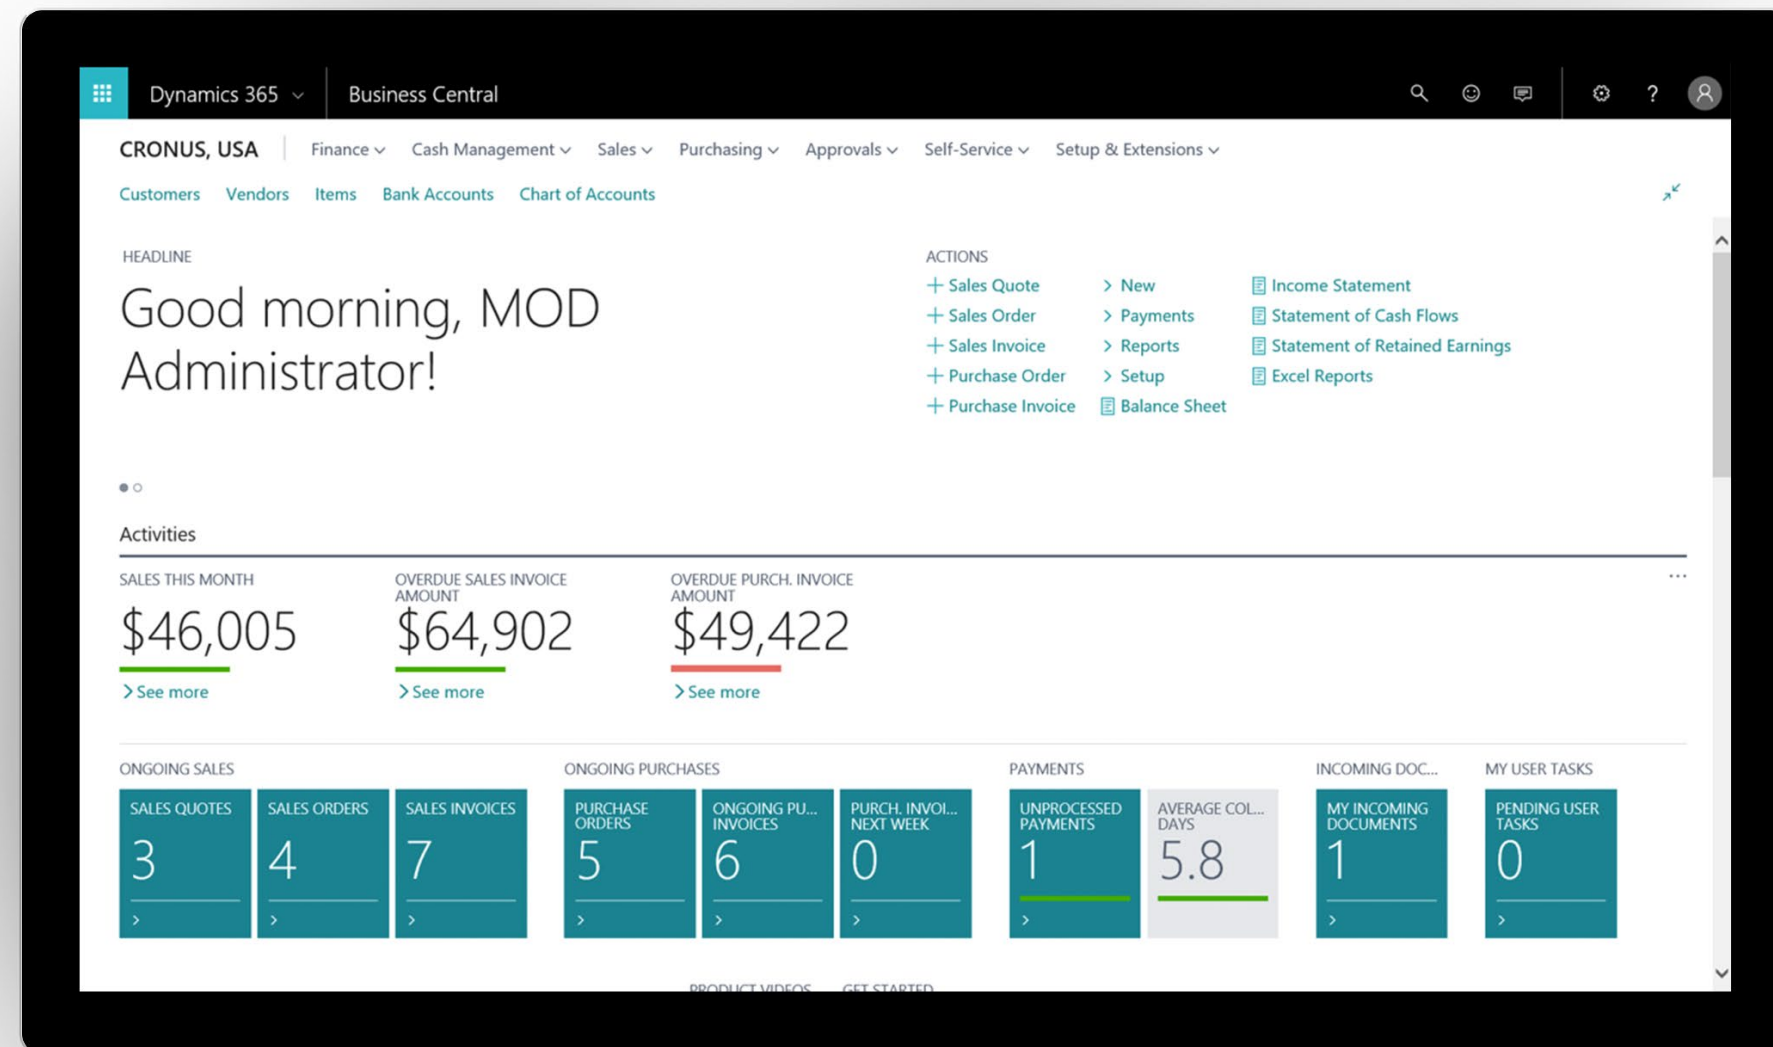 Dynamics 365
Business Central
?
CRONUS, USA
Finance
Cash Management
Sales
Purchasing
Approvals
Self-Service
Setup & Extensions
Customers
Vendors
Items
Bank Accounts
Chart of Accounts
HEADLINE
Good morning, MOD
Administrator!
ACTIONS
+ Sales Quote
+ Sales Order
+ Sales Invoice
+ Purchase Order
+ Purchase Invoice
> New
> Payments
> Reports
> Setup
Balance Sheet
Income Statement
Statement of Cash Flows
Statement of Retained Earnings
Excel Reports
Activities
...
SALES THIS MONTH
$46,005
> See more
OVERDUE SALES INVOICE
AMOUNT
$64,902
> See more
OVERDUE PURCH. INVOICE
AMOUNT
$49,422
> See more
ONGOING SALES
SALES QUOTES
3
>
SALES ORDERS
4
>
SALES INVOICES
7
>
ONGOING PURCHASES
PURCHASE
ORDERS
5
>
ONGOING PU...
INVOICES
6
>
PURCH. INVOI...
NEXT WEEK
0
>
PAYMENTS
UNPROCESSED
PAYMENTS
1
>
AVERAGE COL...
DAYS
5.8
INCOMING DOC...
MY INCOMING
DOCUMENTS
1
>
MY USER TASKS
PENDING USER
TASKS
0
>
PRODUCT VIDEOS
GET STARTED